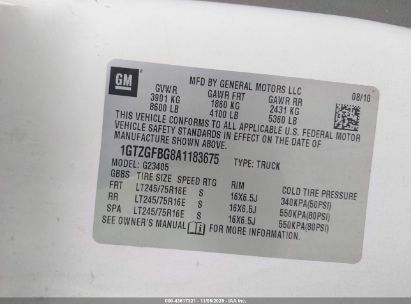 GM
MFD BY GENERAL MOTORS LLC
08/10
GVWR GAWR FRT GAWR RR
3901 KG 1860 KG 2431 KG
8600 LB 4100 LB 5360 LB
THIS VEHICLE CONFORMS TO ALL APPLICABLE U.S. FEDERAL
MOTOR VEHICLE SAFETY STANDARDS IN EFFECT ON THE DATE OF
MANUFACTURE SHOWN ABOVE.
1GTZGFBG8A1183675 TYPE: TRUCK
MODEL: G23405
GBBS TIRE SIZE SPEED RTG RIM COLD TIRE PRESSURE
FRT LT245/75R16E S 16X6.5J 340KPA(50PSI)
RR LT245/75R16E S 16X6.5J 550KPA(80PSI)
SPA LT245/75R16E S 16X6.5J 550KPA(80PSI)
SEE OWNER'S MANUAL FOR MORE INFORMATION.